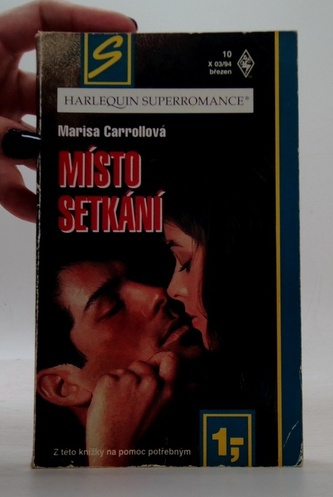 S
10
X 03/94
březen
HARLEQUIN SUPERROMANCE®
Marisa Carrollová
MÍSTO
SETKÁNÍ
Z této knížky na pomoc potřebným
1,-